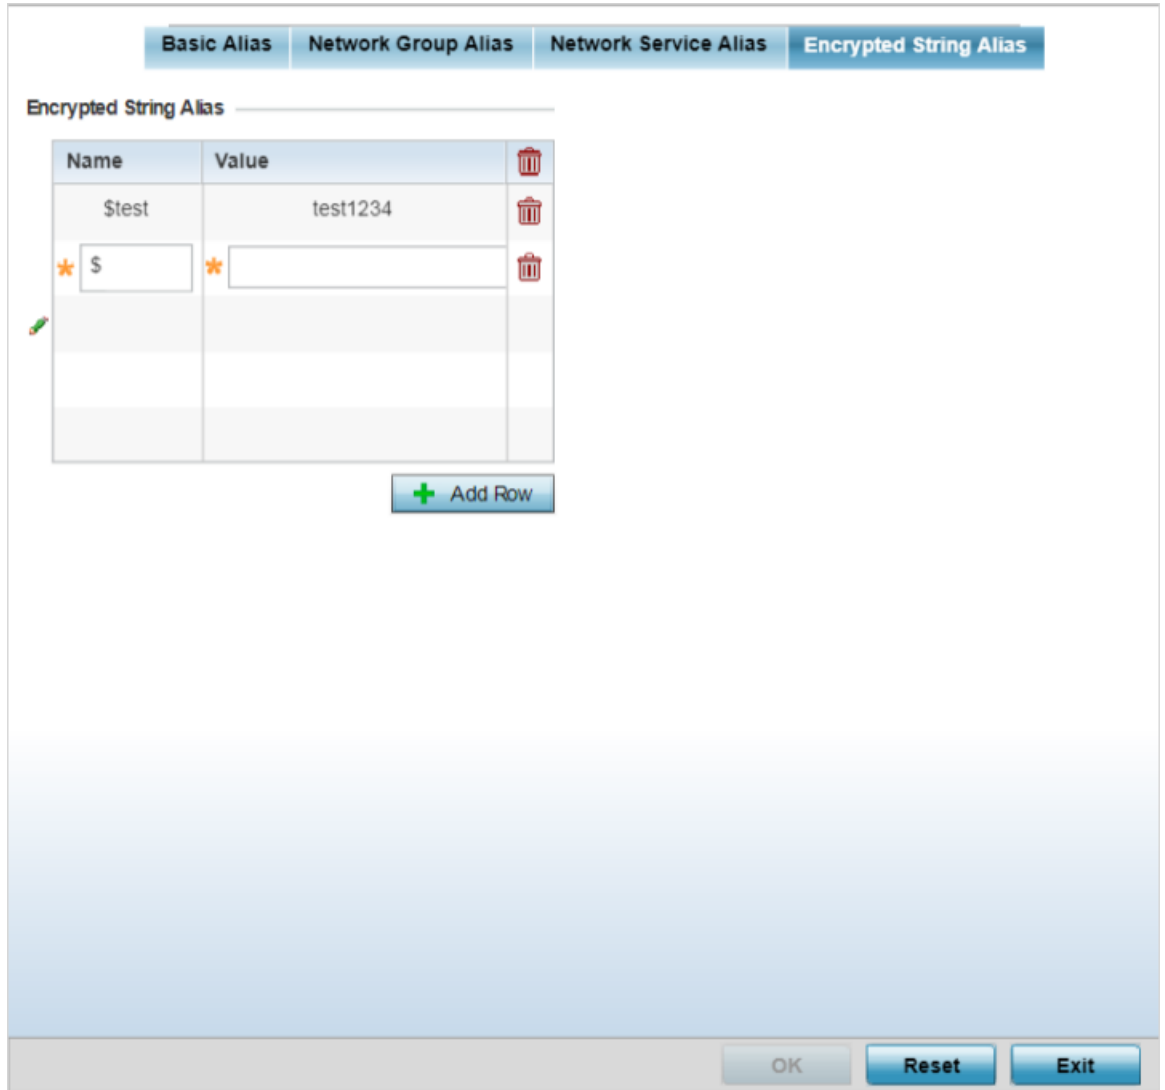 Basic Alias Network Group Alias Network Service Alias Encrypted String Alias
Encrypted String Alias
Name Value
$test test1234
* $ *
+ Add Row
OK Reset Exit